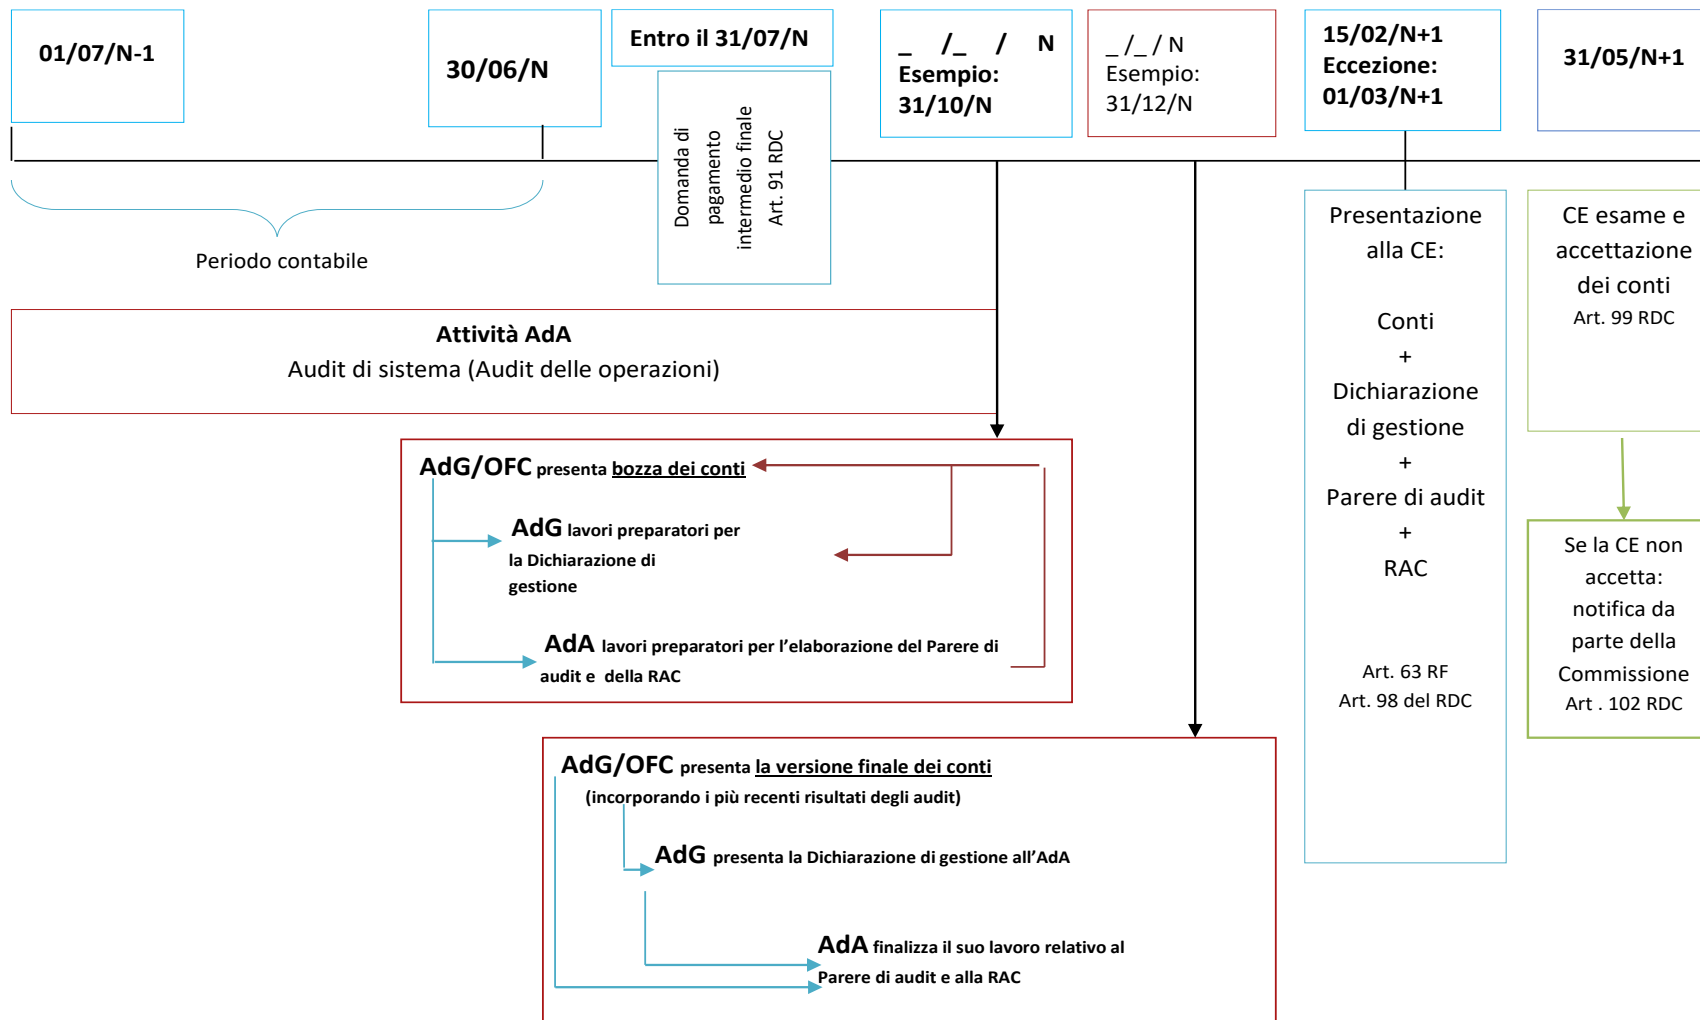 01/07/N-1
30/06/N
Entro il 31/07/N
_ /_ / N
Esempio:
31/10/N
_ /_ / N
Esempio:
31/12/N
15/02/N+1
Eccezione:
01/03/N+1
31/05/N+1
Domanda di
pagamento
intermedio finale
Art. 91 RDC
Periodo contabile
Presentazione
alla CE:
Conti
+
Dichiarazione
di gestione
+
Parere di audit
+
RAC
Art. 63 RF
Art. 98 del RDC
CE esame e
accettazione
dei conti
Art. 99 RDC
Se la CE non
accetta:
notifica da
parte della
Commissione
Art . 102 RDC
Attività AdA
Audit di sistema (Audit delle operazioni)
AdG/OFC presenta bozza dei conti
AdG lavori preparatori per
la Dichiarazione di
gestione
AdA lavori preparatori per l’elaborazione del Parere di
audit e della RAC
AdG/OFC presenta la versione finale dei conti
(incorporando i più recenti risultati degli audit)
AdG presenta la Dichiarazione di gestione all’AdA
AdA finalizza il suo lavoro relativo al
Parere di audit e alla RAC